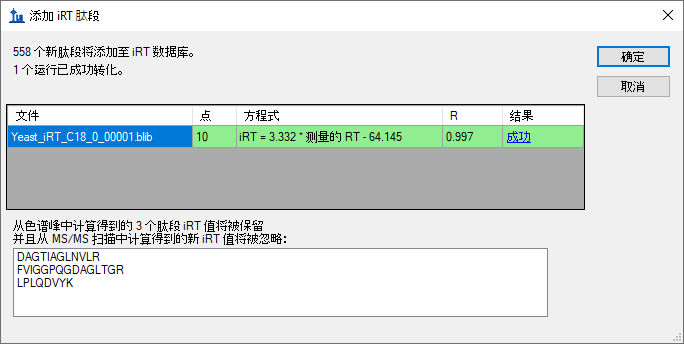 添加 iRT 肽段
558 个新肽段将添加至 iRT 数据库。
1 个运行已成功转化。
确定
取消
文件 点 方程式 R 结果
Yeast_iRT_C18_0_00001.blib 10 iRT = 3.332 * 测量的 RT - 64.145 0.997 成功
从色谱峰中计算得到的 3 个肽段 iRT 值将被保留
并且从 MS/MS 扫描中计算得到的新 iRT 值将被忽略:
DAGTIAGLNVLR
FVIGGPQGDAGLTGR
LPLQDVYK